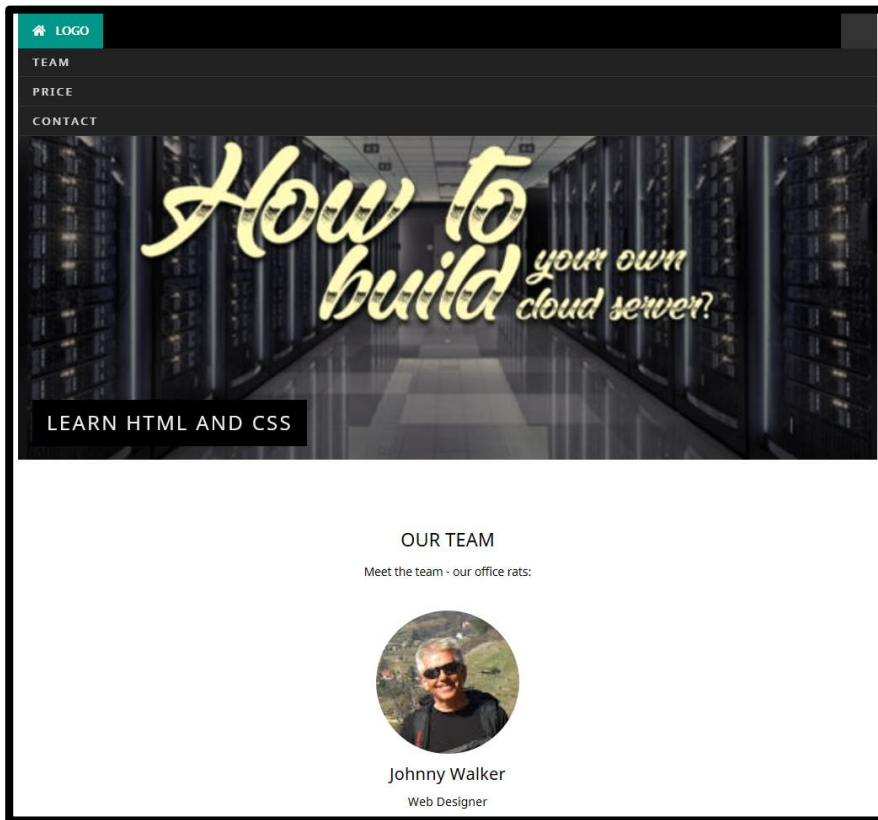 LOGO
TEAM
PRICE
CONTACT
How to
build your own
cloud server?
LEARN HTML AND CSS
OUR TEAM
Meet the team - our office rats:
Johnny Walker
Web Designer